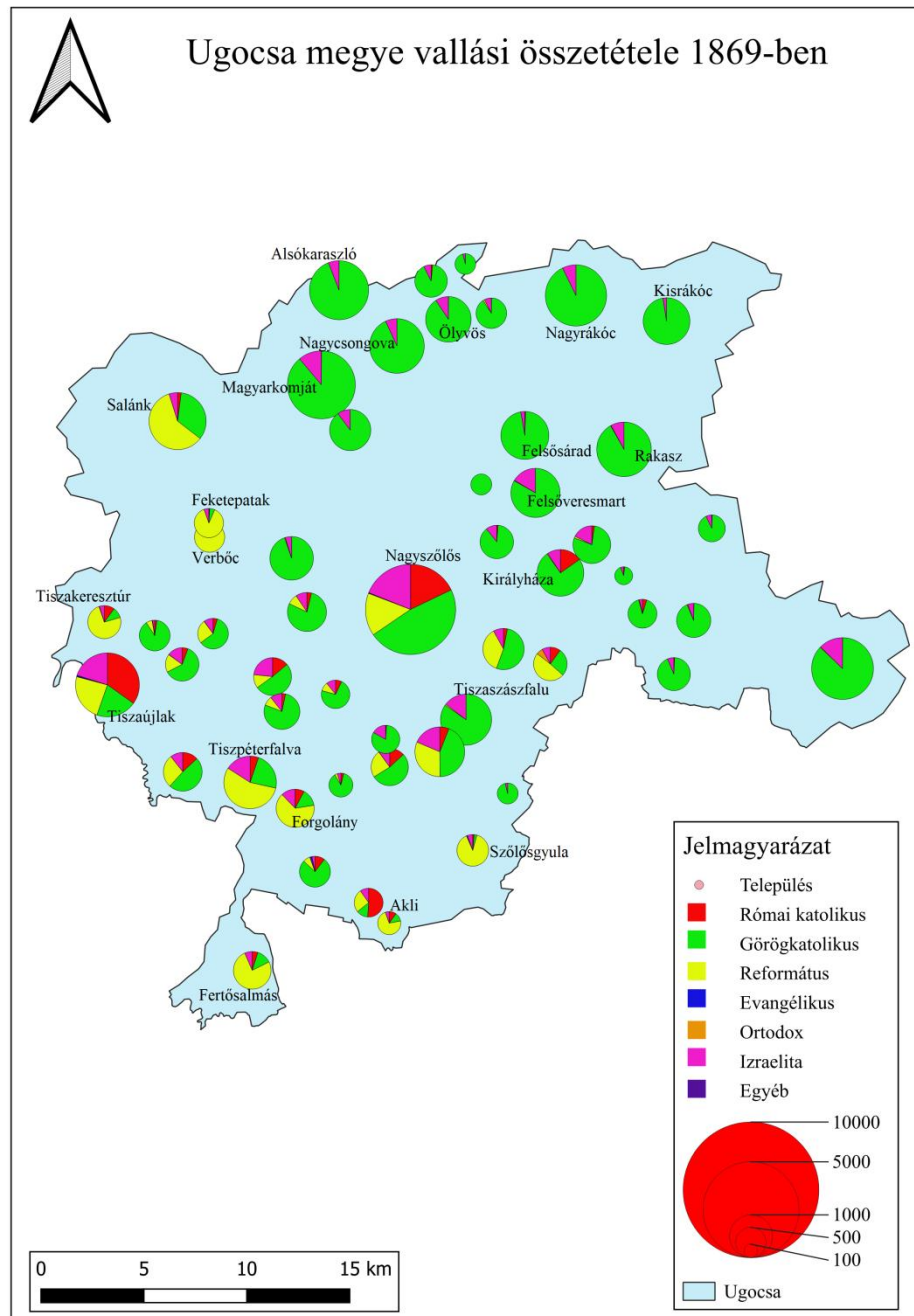 Ugocsa megye vallási összetétele 1869-ben
Alsókaraszló
Kisrákóc
Ölyvös
Nagyrákóc
Nagycsongova
Magyarkomját
Salánk
Felsősárad
Rakasz
Feketepatak
Felsőveresmart
Verbőc
Nagyszőlős
Királyháza
Tiszakeresztúr
Tiszaszászfalu
Tiszaújlak
Tiszpéterfalva
Forgolány
Szőlősgyula
Akli
Fertősalmás
Jelmagyarázat
Település
Római katolikus
Görögkatolikus
Református
Evangélikus
Ortodox
Izraelita
Egyéb
10000
5000
1000
500
100
Ugocsa
0 5 10 15 km